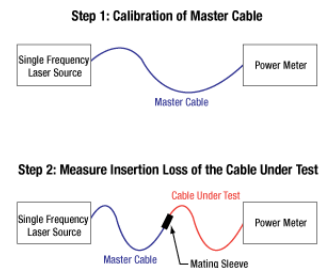 Step 1: Calibration of Master Cable
Single Frequency
Laser Source
Power Meter
Master Cable
Step 2: Measure Insertion Loss of the Cable Under Test
Cable Under Test
Single Frequency
Laser Source
Power Meter
Master Cable
Mating Sleeve